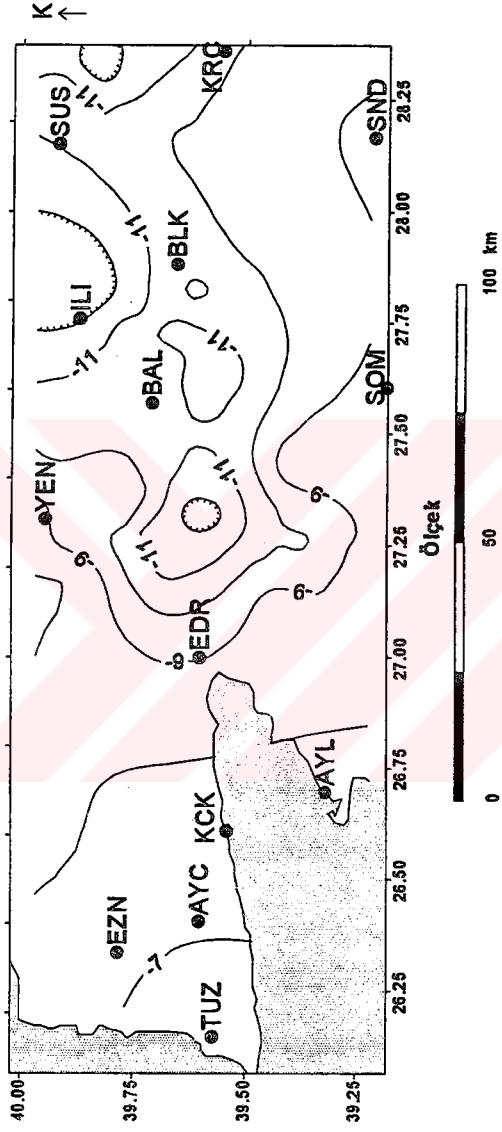 K
40.00
39.75
39.50
39.25
26.25
26.50
26.75
27.00
27.25
27.50
27.75
28.00
28.25
TUZ
EZN
AYC
KCK
AYL
EDR
YEN
BAL
SOM
ILI
BLK
SUS
KRC
SND
-7
-9
-9
-9
-9
-11
-11
-11
-11
-11
-11
Ölçek
0
50
100 km